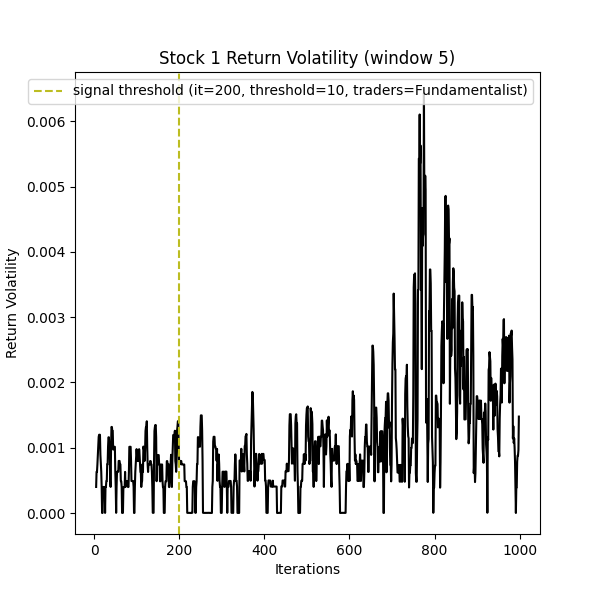 Stock 1 Return Volatility (window 5)
signal threshold (it=200, threshold=10, traders=Fundamentalist)
0.006
0.005
0.004
0.003
0.002
0.001
0.000
Return Volatility
0 200 400 600 800 1000
Iterations